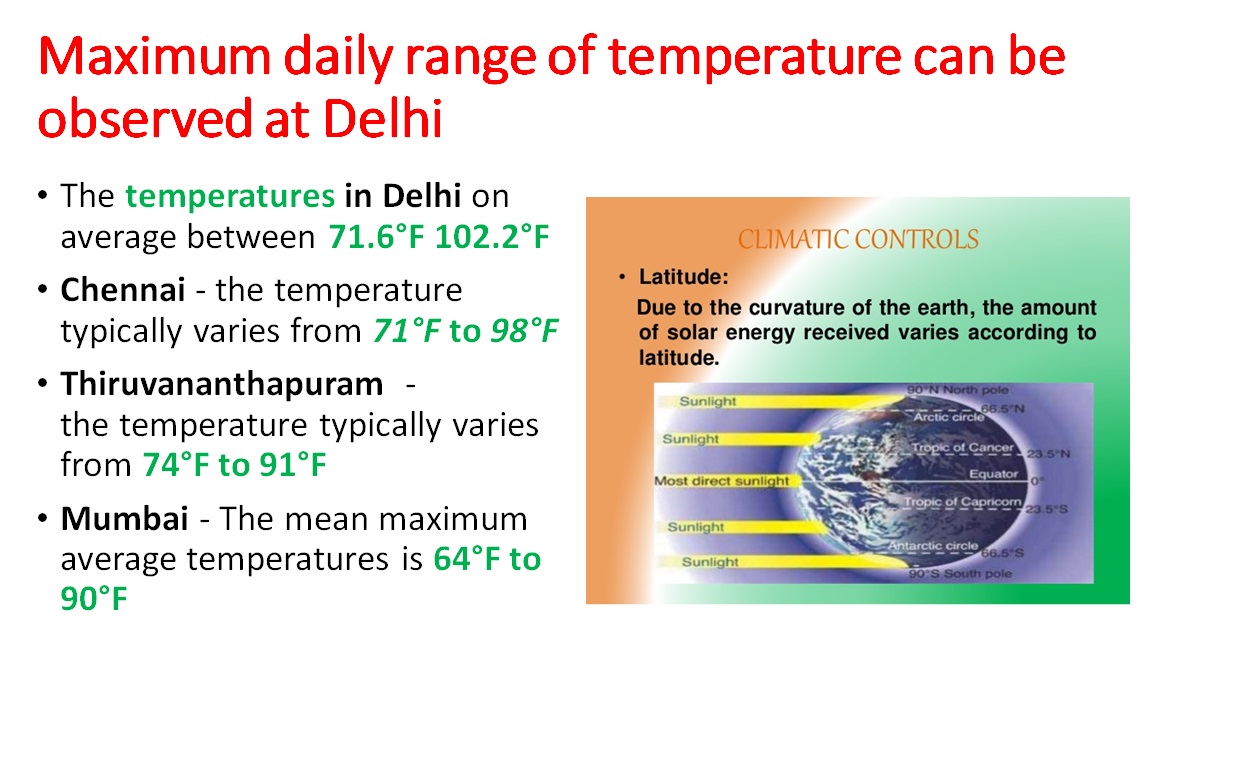 Maximum daily range of temperature can be
observed at Delhi
• The temperatures in Delhi on
average between 71.6°F 102.2°F
• Chennai - the temperature
typically varies from 71°F to 98°F
• Thiruvananthapuram -
the temperature typically varies
from 74°F to 91°F
• Mumbai - The mean maximum
average temperatures is 64°F to
90°F
CLIMATIC CONTROLS
• Latitude:
Due to the curvature of the earth, the amount
of solar energy received varies according to
latitude.
90°N North pole
Sunlight
66.5°N
Arctic circle
Sunlight
Tropic of Cancer
23.5°N
Equator
Most direct sunlight
0°
Tropic of Capricorn
23.5°S
Sunlight
Antarctic circle
66.5°S
Sunlight
90°S South pole